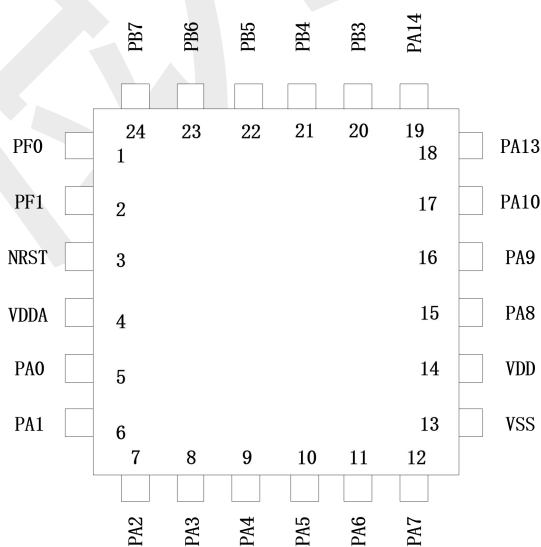 PB7 PB6 PB5 PB4 PB3 PA14
24 23 22 21 20 19
PF0 1 18 PA13
PF1 2 17 PA10
NRST 3 16 PA9
VDDA 4 15 PA8
PA0 5 14 VDD
PA1 6 13 VSS
7 8 9 10 11 12
PA2 PA3 PA4 PA5 PA6 PA7